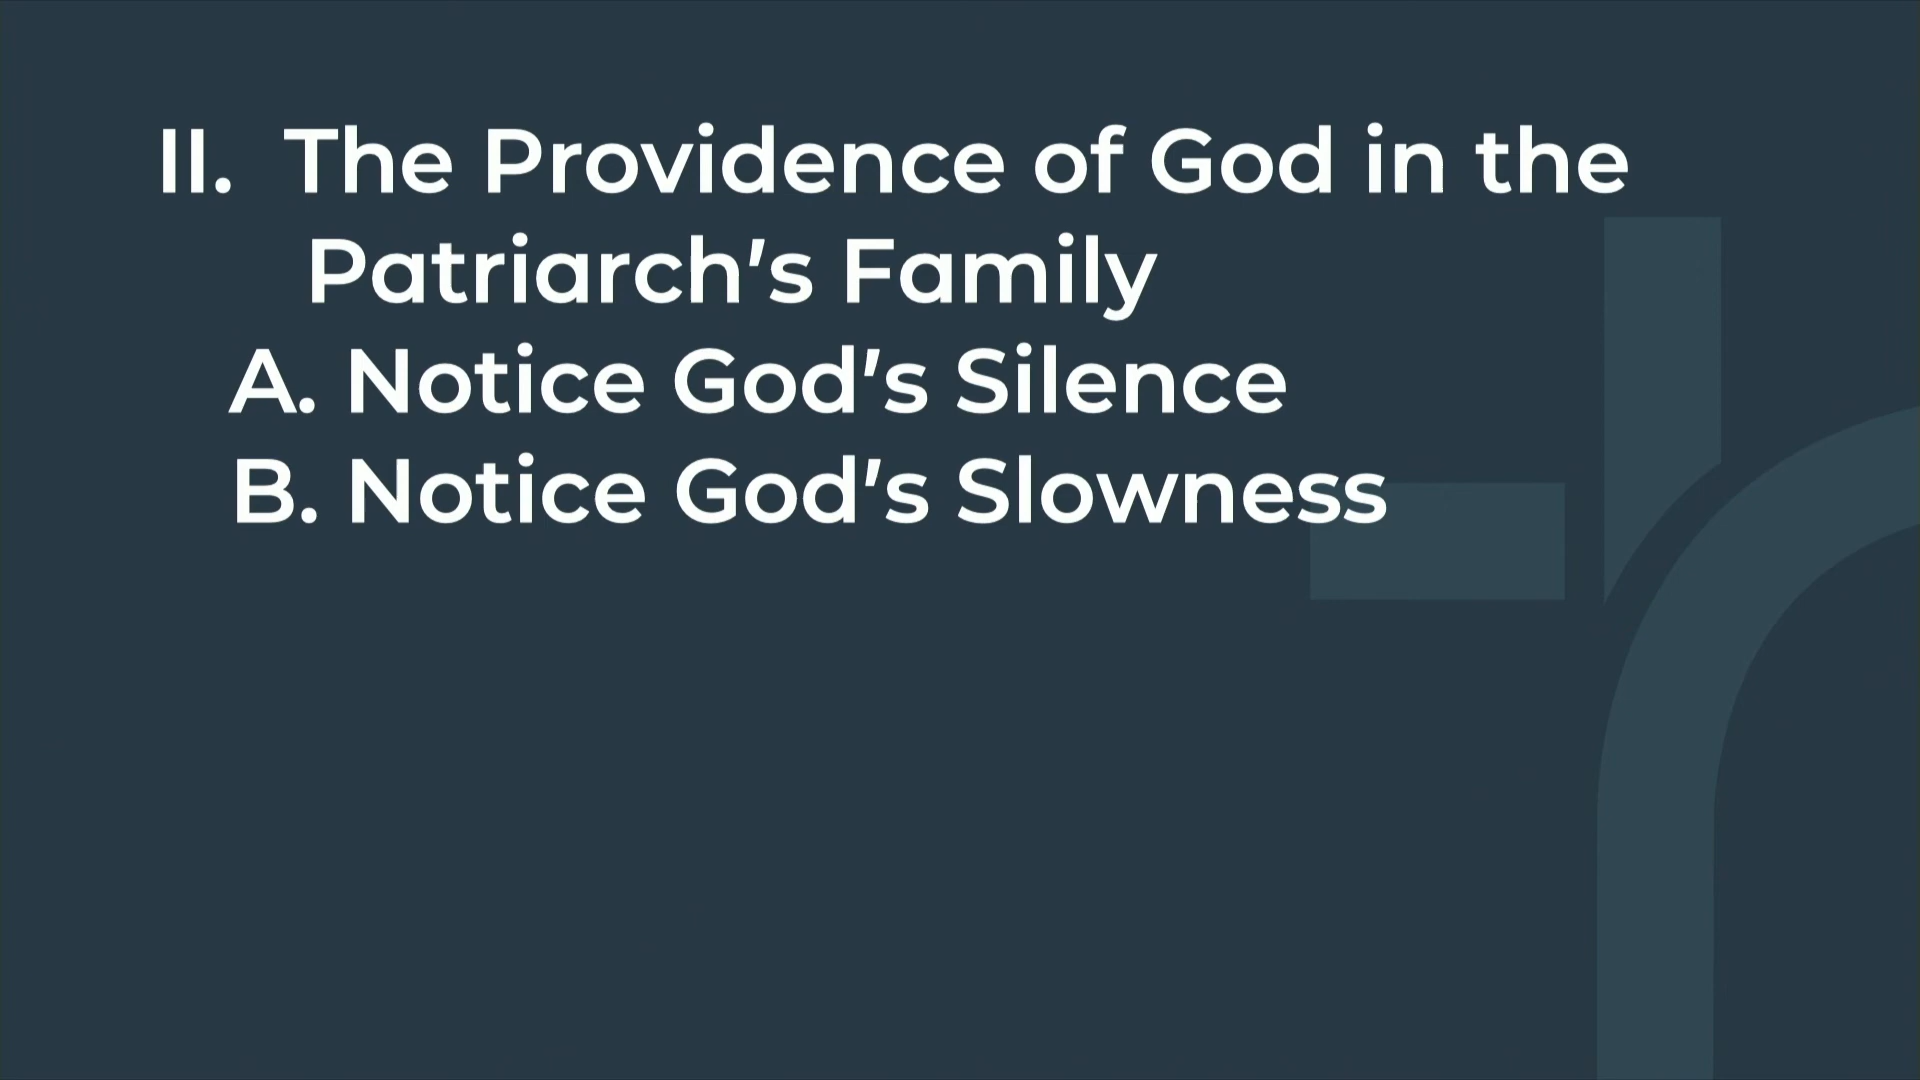 II. The Providence of God in the
Patriarch's Family
A. Notice God's Silence
B. Notice God's Slowness